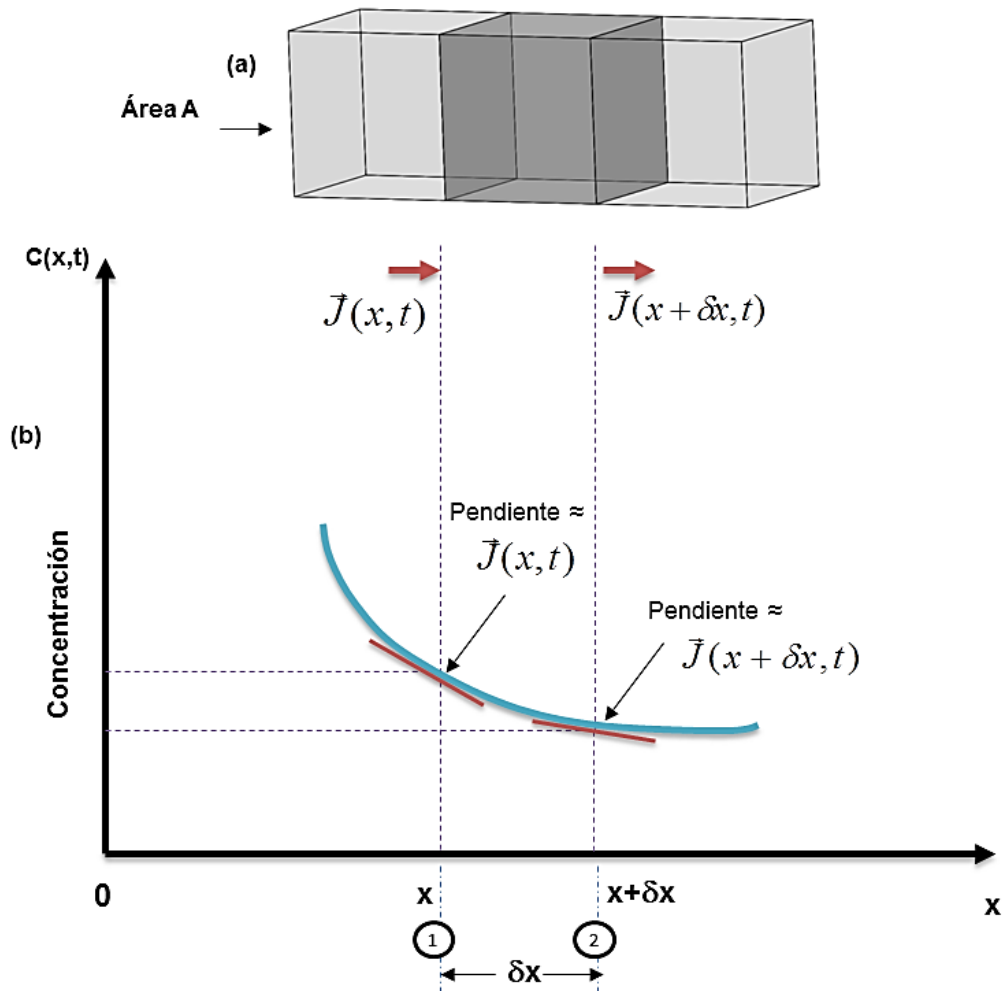 (a)
Área A
C(x,t)
J⃗(x,t)
J⃗(x + δx,t)
(b)
Concentración
Pendiente ≈
J⃗(x,t)
Pendiente ≈
J⃗(x + δx,t)
0
x
x+δx
x
1
2
δx